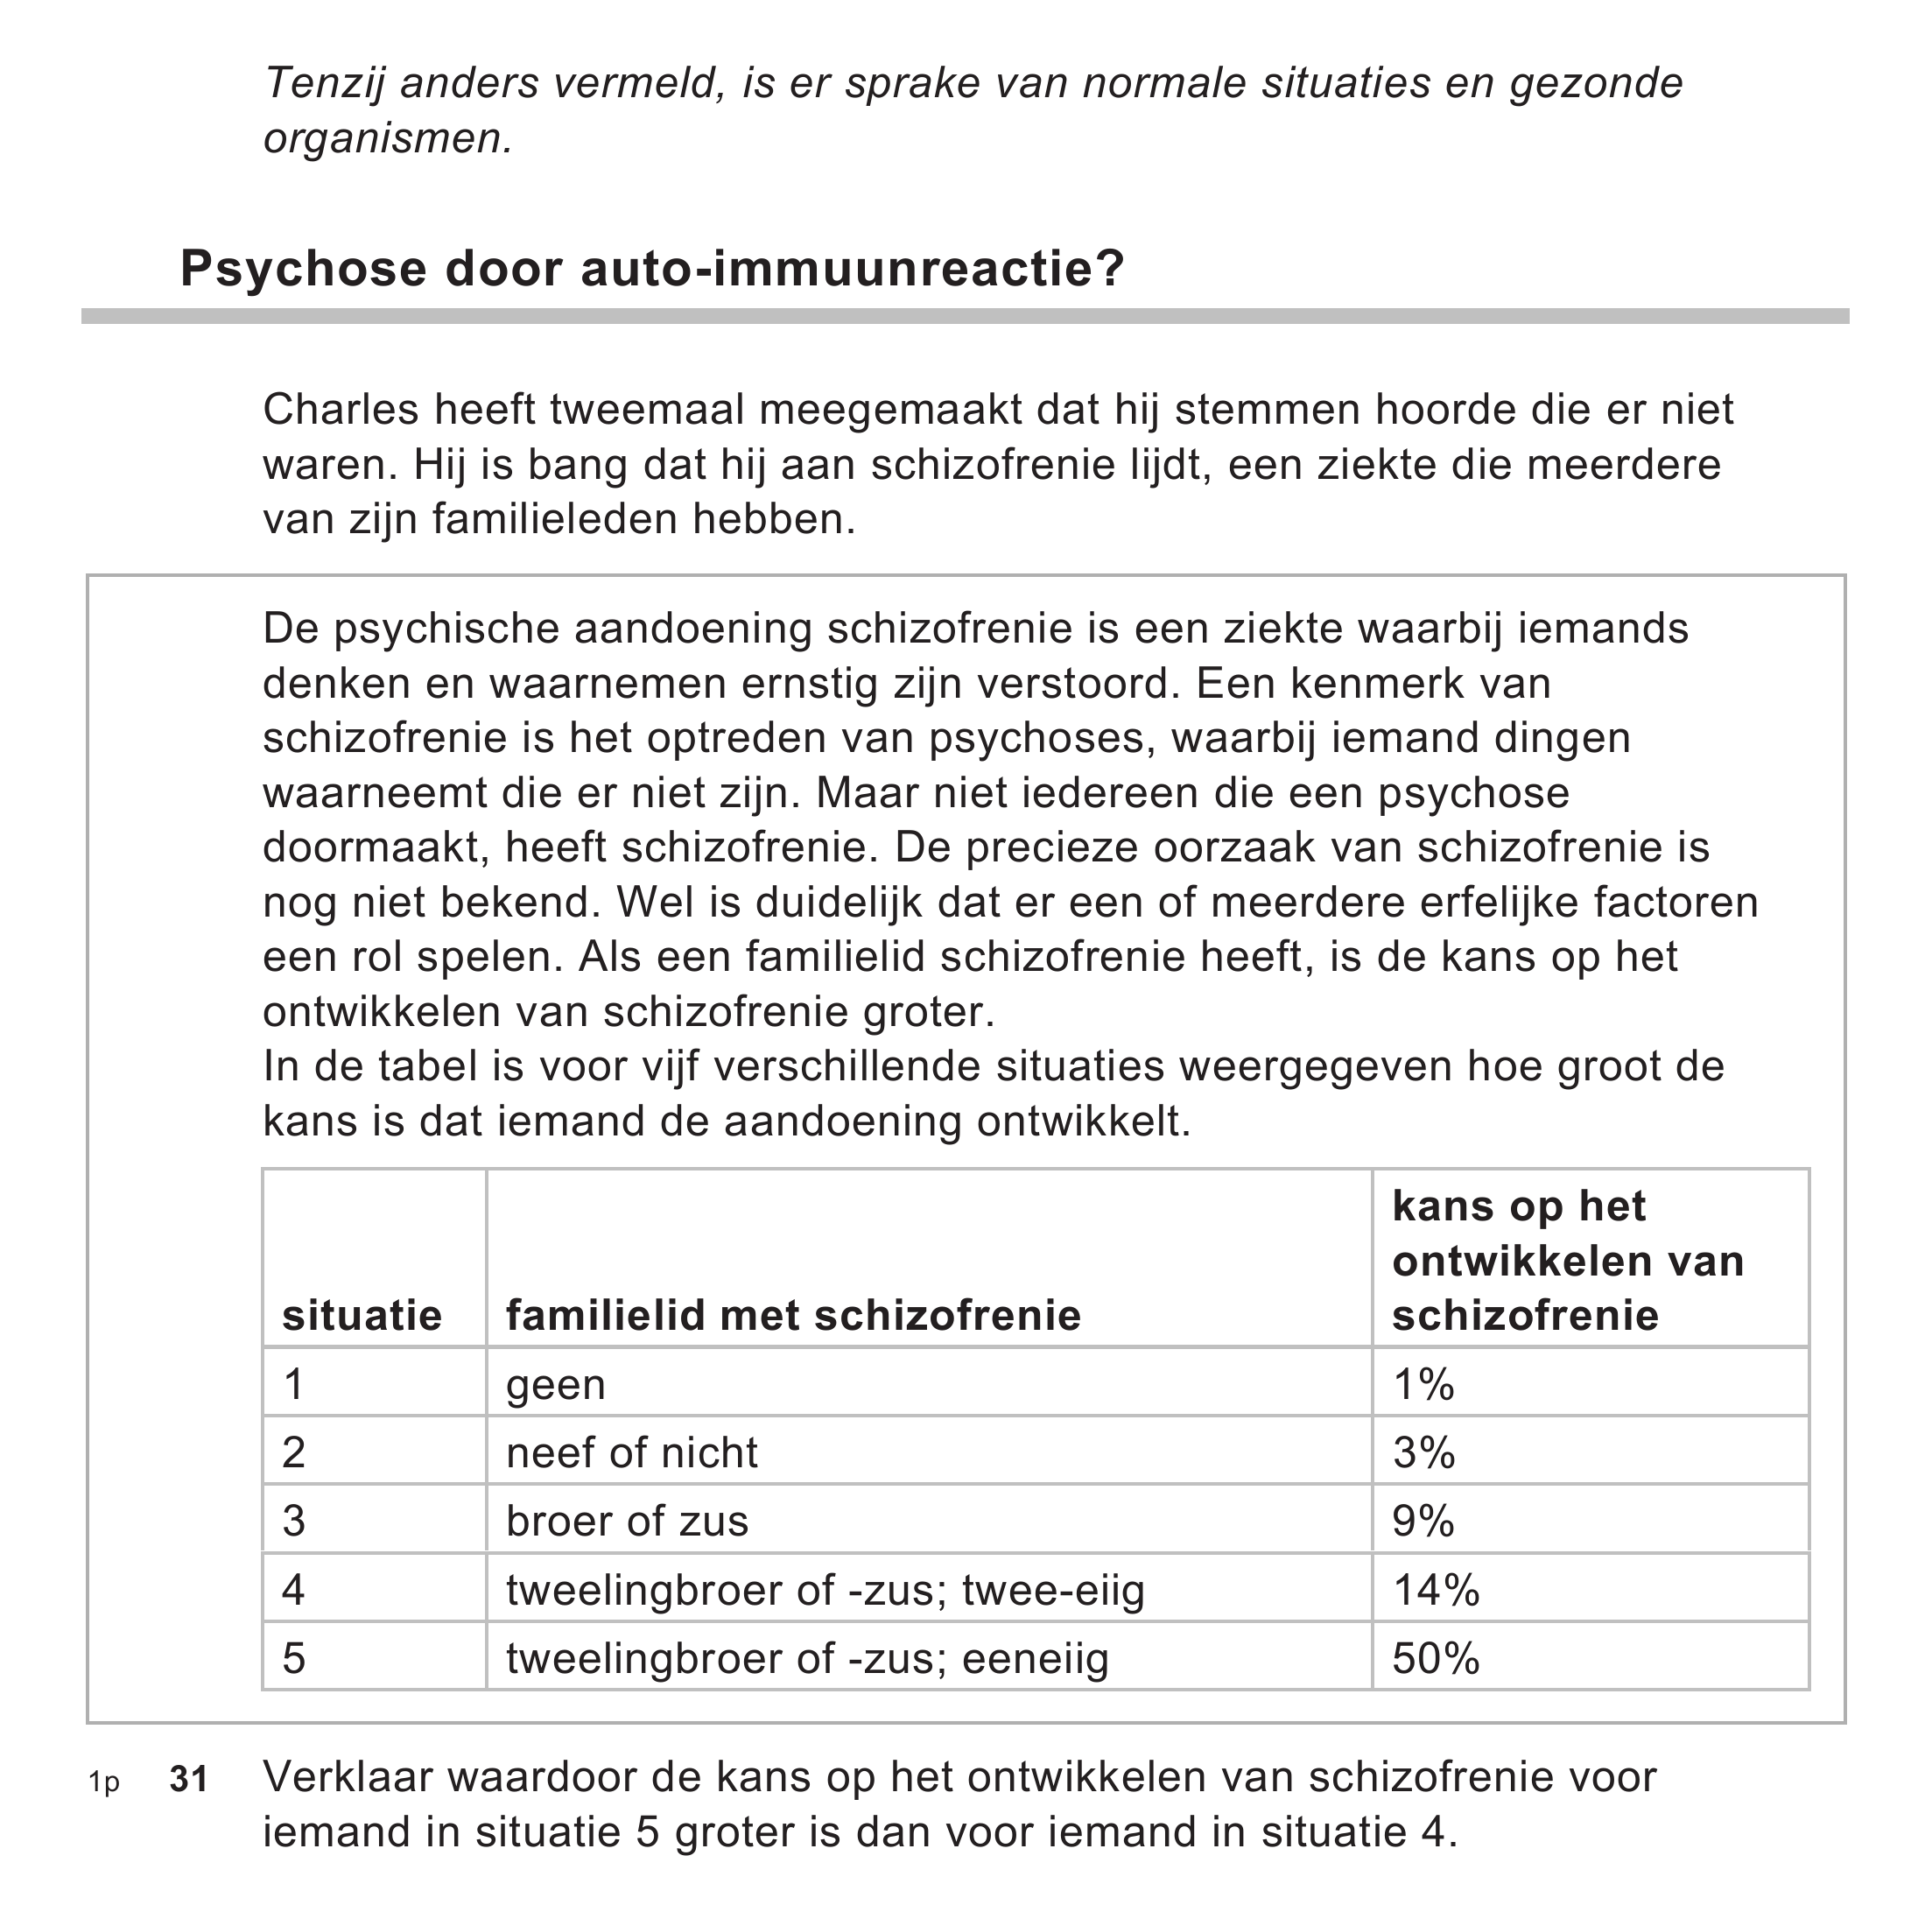 Tenzij anders vermeld, is er sprake van normale situaties en gezonde
organismen.
Psychose door auto-immuunreactie?
Charles heeft tweemaal meegemaakt dat hij stemmen hoorde die er niet
waren. Hij is bang dat hij aan schizofrenie lijdt, een ziekte die meerdere
van zijn familieleden hebben.
De psychische aandoening schizofrenie is een ziekte waarbij iemands
denken en waarnemen ernstig zijn verstoord. Een kenmerk van
schizofrenie is het optreden van psychoses, waarbij iemand dingen
waarneemt die er niet zijn. Maar niet iedereen die een psychose
doormaakt, heeft schizofrenie. De precieze oorzaak van schizofrenie is
nog niet bekend. Wel is duidelijk dat er een of meerdere erfelijke factoren
een rol spelen. Als een familielid schizofrenie heeft, is de kans op het
ontwikkelen van schizofrenie groter.
In de tabel is voor vijf verschillende situaties weergegeven hoe groot de
kans is dat iemand de aandoening ontwikkelt.
kans op het
ontwikkelen van
situatie familielid met schizofrenie schizofrenie
1 geen 1%
2 neef of nicht 3%
3 broer of zus 9%
4 tweelingbroer of -zus; twee-eiig 14%
5 tweelingbroer of -zus; eeneiig 50%
1p 31 Verklaar waardoor de kans op het ontwikkelen van schizofrenie voor
iemand in situatie 5 groter is dan voor iemand in situatie 4.